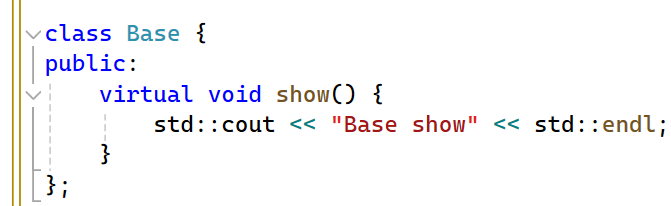 class Base {
public:
    virtual void show() {
        std::cout << "Base show" << std::endl;
    }
};